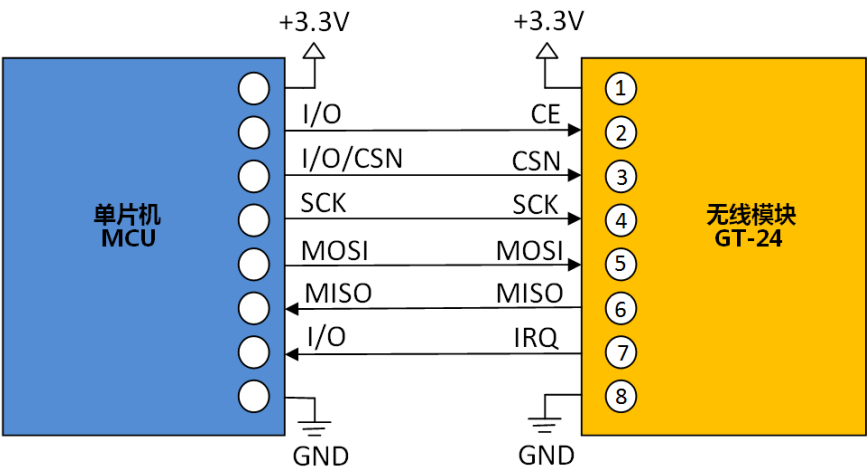 +3.3V +3.3V
1
I/O CE
2
I/O/CSN CSN
3
SCK SCK
4
单片机
MCU
无线模块
GT-24
MOSI MOSI
5
MISO MISO
6
I/O IRQ
7
8
GND GND